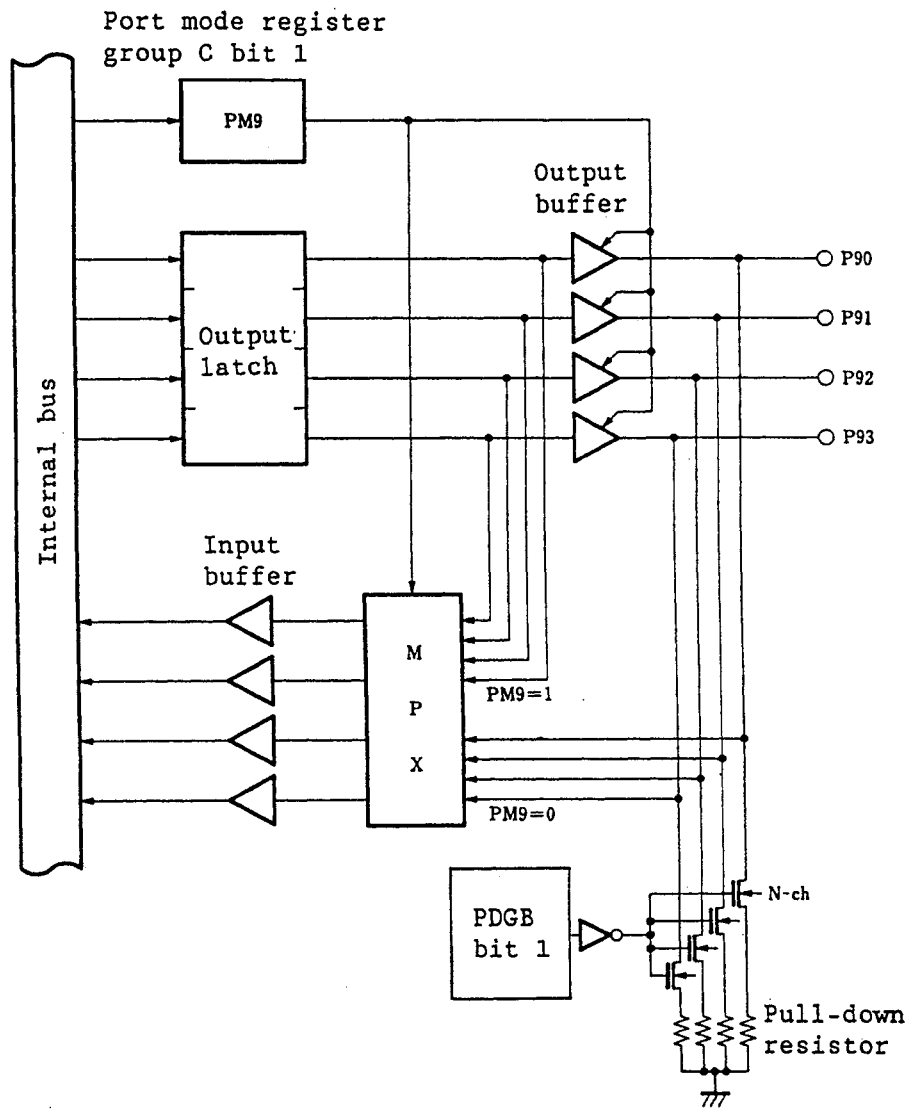 Port mode register
group C bit 1
PM9
Output
buffer
P90
P91
Output
latch
P92
P93
Internal bus
Input
buffer
M
P
X
PM9=1
PM9=0
N-ch
PDGB
bit 1
Pull-down
resistor